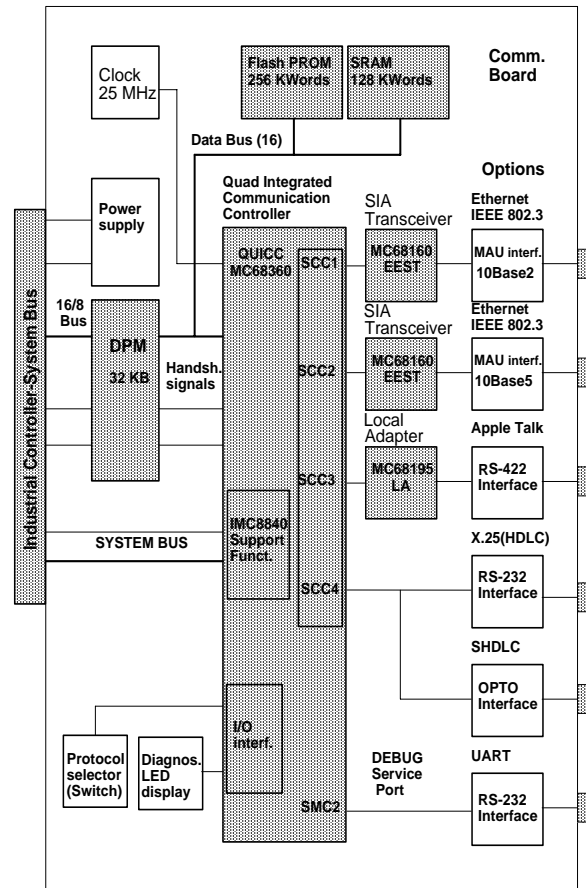 Clock
25 MHz
Flash PROM
256 KWords
SRAM
128 KWords
Comm.
Board
Data Bus (16)
Options
Quad Integrated
Communication
Controller
SIA
Transceiver
Ethernet
IEEE 802.3
Power
supply
QUICC
MC68360
SCC1
MC68160
EEST
MAU interf.
10Base2
16/8
Bus
SIA
Transceiver
Ethernet
IEEE 802.3
DPM
32 KB
Handsh.
signals
SCC2
MC68160
EEST
MAU interf.
10Base5
Local
Adapter
Apple Talk
SCC3
MC68195
LA
RS-422
Interface
Industrial Controller-System Bus
SYSTEM BUS
IMC8840
Support
Funct.
X.25(HDLC)
SCC4
RS-232
Interface
SHDLC
OPTO
Interface
I/O
interf.
Protocol
selector
(Switch)
Diagnos.
LED
display
DEBUG
Service
Port
UART
SMC2
RS-232
Interface